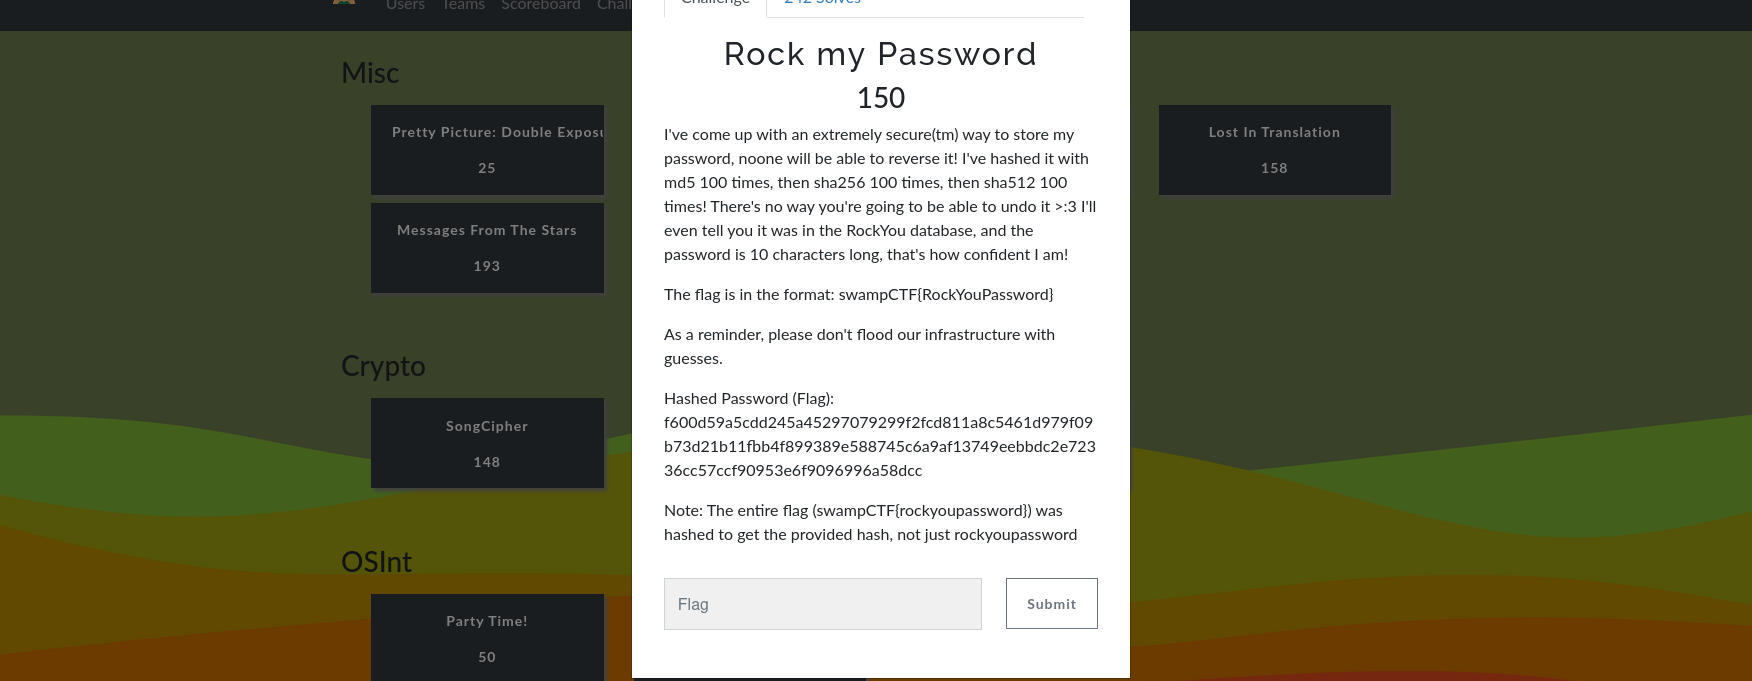 Users Teams Scoreboard Chall
Challenge 242 Solves
Rock my Password
150
I've come up with an extremely secure(tm) way to store my
password, noone will be able to reverse it! I've hashed it with
md5 100 times, then sha256 100 times, then sha512 100
times! There's no way you're going to be able to undo it >:3 I'll
even tell you it was in the RockYou database, and the
password is 10 characters long, that's how confident I am!
The flag is in the format: swampCTF{RockYouPassword}
As a reminder, please don't flood our infrastructure with
guesses.
Hashed Password (Flag):
f600d59a5cdd245a45297079299f2fcd811a8c5461d979f09
b73d21b11fbb4f899389e588745c6a9af13749eebbdc2e723
36cc57ccf90953e6f9096996a58dcc
Note: The entire flag (swampCTF{rockyoupassword}) was
hashed to get the provided hash, not just rockyoupassword
Flag
Submit
Misc
Pretty Picture: Double Exposu
25
Lost In Translation
158
Messages From The Stars
193
Crypto
SongCipher
148
OSInt
Party Time!
50